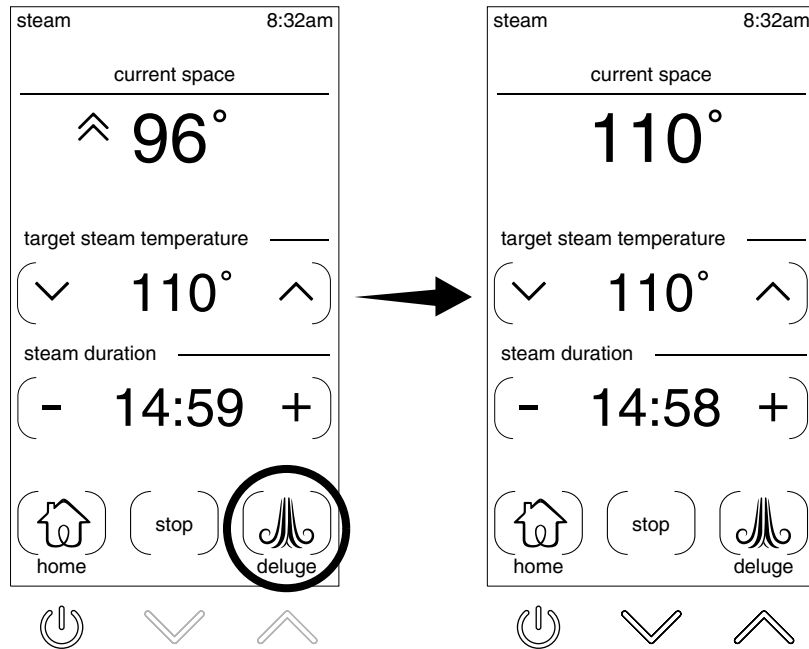 steam 8:32am
current space
96°
target steam temperature
110°
steam duration
- 14:59 +
stop
home deluge
steam 8:32am
current space
110°
target steam temperature
110°
steam duration
- 14:58 +
stop
home deluge